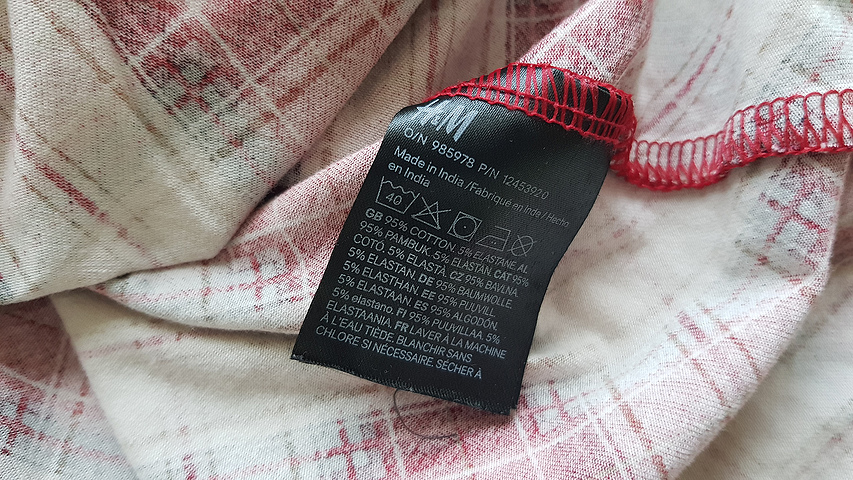 H&M
O/N 985978 P/N 12453920
Made in India /Fabriqué en Inde / Hecho
en India
40
GB 95% COTTON. 5% ELASTANE. AL
95% PAMBUK. 5% ELASTAN. CAT 95%
COTÓ. 5% ELASTÀ. CZ 95% BAVLNA.
5% ELASTAN. DE 95% BAUMWOLLE.
5% ELASTHAN. EE 95% PUUVILL.
5% ELASTAAN. ES 95% ALGODÓN.
5% elastano. FI 95% PUUVILLAA. 5%
ELASTAANIA. FR LAVER À LA MACHINE
À L'EAU TIÈDE. BLANCHIR SANS
CHLORE SI NÉCESSAIRE. SÉCHER À